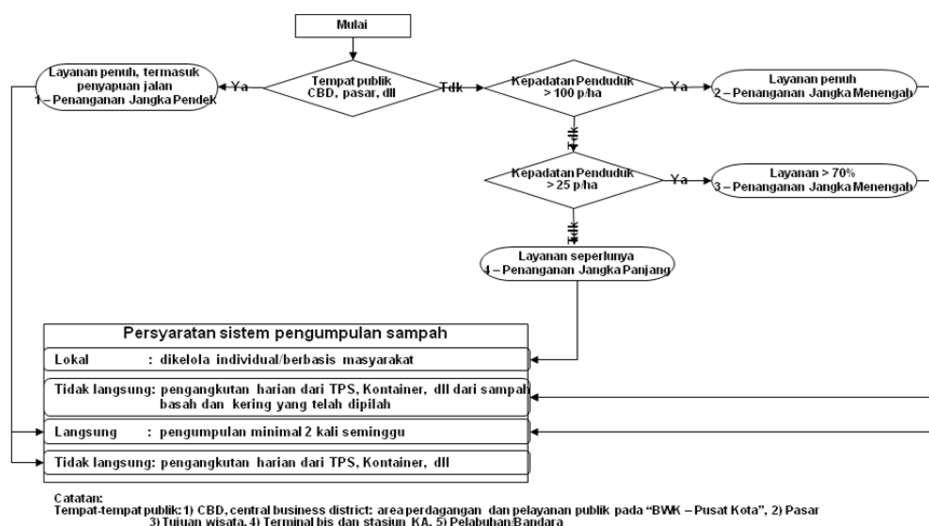 Mulai
Layanan penuh, termasuk
penyapuan jalan
1 – Penanganan Jangka Pendek
Ya
Tempat publik
CBD, pasar, dll
Tdk
Kepadatan Penduduk
> 100 p/ha
Ya
Layanan penuh
2 – Penanganan Jangka Menengah
Tdk
Kepadatan Penduduk
> 25 p/ha
Ya
Layanan > 70%
3 – Penanganan Jangka Menengah
Tdk
Layanan seperlunya
4 – Penanganan Jangka Panjang
Persyaratan sistem pengumpulan sampah
Lokal : dikelola individual/berbasis masyarakat
Tidak langsung: pengangkutan harian dari TPS, Kontainer, dll dari sampah
basah dan kering yang telah dipilah
Langsung : pengumpulan minimal 2 kali seminggu
Tidak langsung: pengangkutan harian dari TPS, Kontainer, dll
Catatan:
Tempat-tempat publik: 1) CBD, central business district: area perdagangan dan pelayanan publik pada “BWK – Pusat Kota”, 2) Pasar
3) Tujuan wisata, 4) Terminal bis dan stasiun KA, 5) Pelabuhan/Bandara